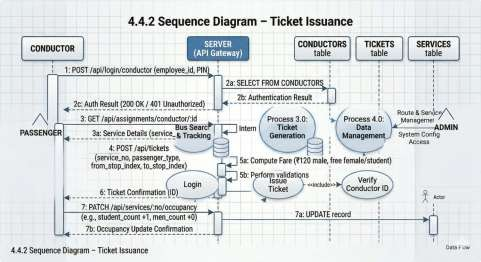 4.4.2 Sequence Diagram – Ticket Issuance
CONDUCTOR
SERVER
(API Gateway)
CONDUCTORS
table
TICKETS
table
SERVICES
table
1: POST /api/login/conductor (employee_id, PIN)
2a: SELECT FROM CONDUCTORS
2b: Authentication Result
2c: Auth Result (200 OK / 401 Unauthorized)
3: GET /api/assignments/conductor/:id
PASSENGER
3a: Service Details (service_
Bus Search
& Tracking
Intern
Process 3.0:
Ticket
Generation
Process 4.0:
Data
Management
Route & Service
Management
System Config
Access
ADMIN
4: POST /api/tickets
(service_no, passenger_type,
from_stop_index, to_stop_index)
5a: Compute Fare (₹120 male, free female/student)
5b: Perform validations
Login
Issue
Ticket
<<include>>
Verify
Conductor ID
6: Ticket Confirmation (ID)
7: PATCH /api/services/:no/occupancy
(e.g., student_count +1, men_count +0)
7a: UPDATE record
Actor
7b: Occupancy Update Confirmation
4.4.2 Sequence Diagram – Ticket Issuance
Data Flow